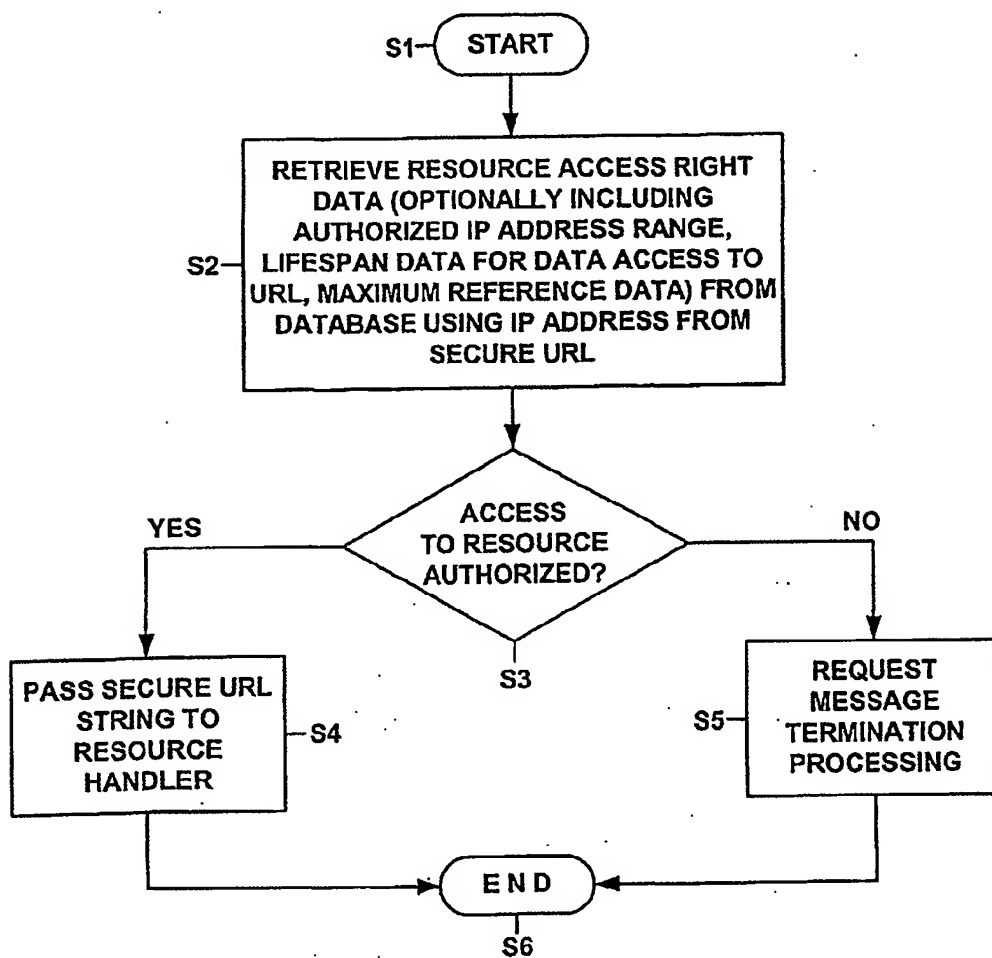 S1
START
RETRIEVE RESOURCE ACCESS RIGHT
DATA (OPTIONALLY INCLUDING
AUTHORIZED IP ADDRESS RANGE,
LIFESPAN DATA FOR DATA ACCESS TO
URL, MAXIMUM REFERENCE DATA) FROM
DATABASE USING IP ADDRESS FROM
SECURE URL
S2
ACCESS
TO RESOURCE
AUTHORIZED?
YES
NO
S3
PASS SECURE URL
STRING TO
RESOURCE
HANDLER
S4
S5
REQUEST
MESSAGE
TERMINATION
PROCESSING
END
S6